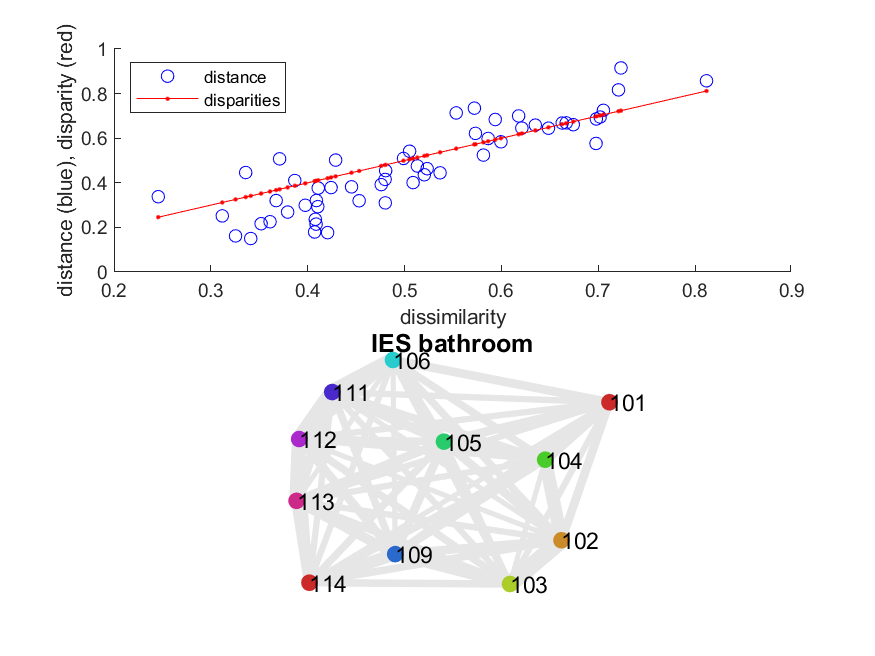 distance (blue), disparity (red)
1
0.8
0.6
0.4
0.2
0
distance
disparities
0.2 0.3 0.4 0.5 0.6 0.7 0.8 0.9
dissimilarity
IES bathroom
106
111
101
112
105
104
113
102
109
114
103